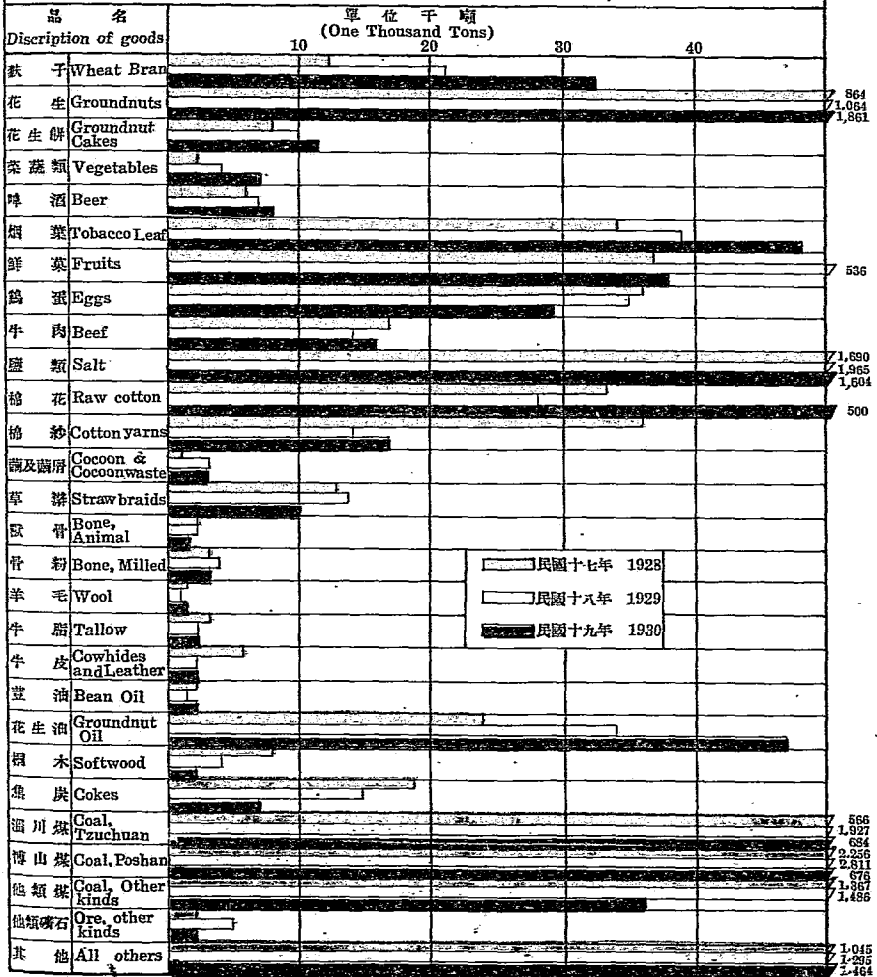 品 名
單 位 千 噸
Discription of goods
(One Thousand Tons)
10 20 30 40
麩 子 Wheat Bran
花 生 Groundnuts
864
1,064
1,861
花 生 餅 Groundnut
Cakes
菜 蔬 類 Vegetables
啤 酒 Beer
烟 葉 Tobacco Leaf
鮮 菓 Fruits
536
鷄 蛋 Eggs
牛 肉 Beef
鹽 類 Salt
1,690
1,965
1,604
棉 花 Raw cotton
500
棉 紗 Cotton yarns
繭及繭屑 Cocoon &
Cocoonwaste
草 Strawbraids
獸 骨 Bone,
Animal
骨 粉 Bone, Milled
羊 毛 Wool
牛 脂 Tallow
牛 皮 Cowhides
and Leather
荳 油 Bean Oil
花 生 油 Groundnut
Oil
木 Softwood
焦 炭 Cokes
淄 川 煤 Coal,
Tzuchuan
566
1,927
684
博 山 煤 Coal, Poshan
2,256
2,811
676
他 類 煤 Coal, Other
kinds
1,367
1,486
他類礦石 Ore, other
kinds
其 他 All others
1,045
1,295
1,464
民國十七年 1928
民國十八年 1929
民國十九年 1930